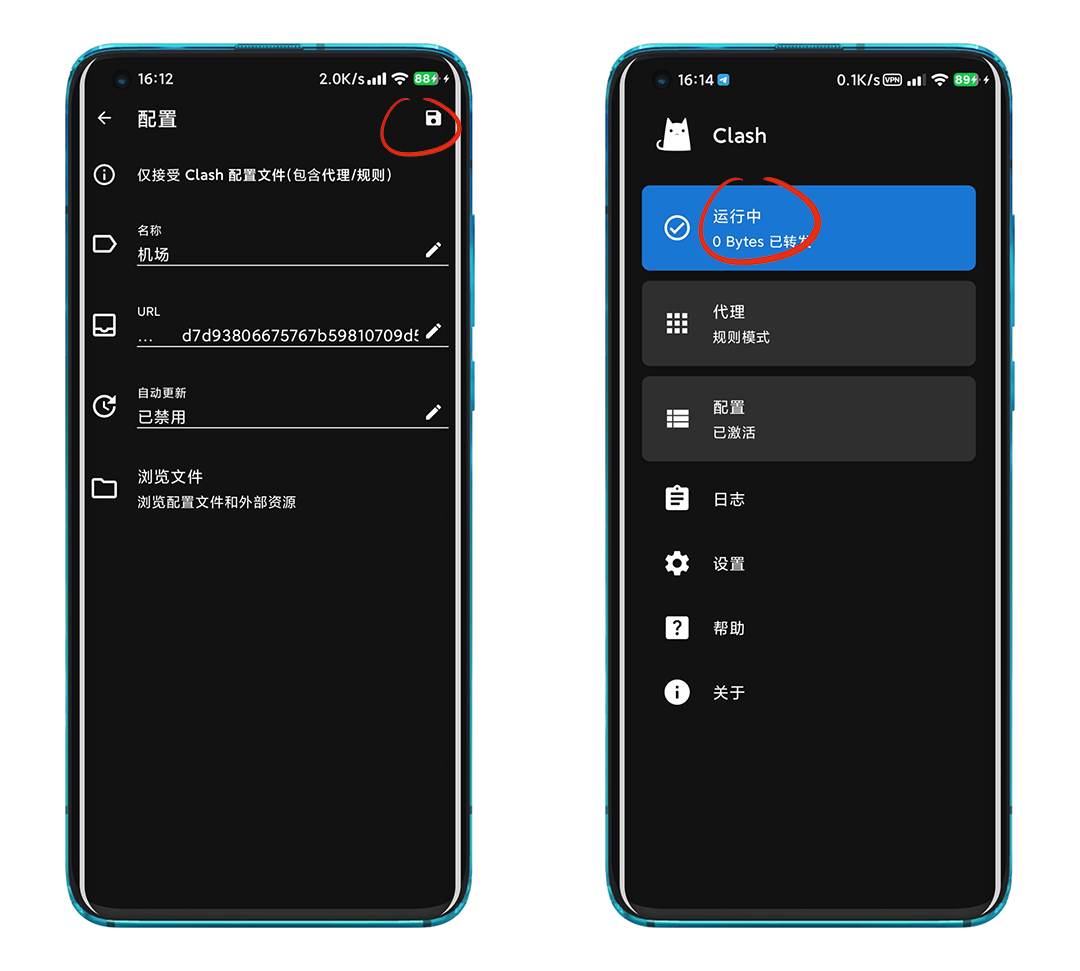 16:12
2.0K/s
88
配置
仅接受 Clash 配置文件(包含代理/规则)
名称
机场
URL
... d7d93806675767b59810709d5
自动更新
已禁用
浏览文件
浏览配置文件和外部资源
16:14
0.1K/s VPN
89
Clash
运行中
0 Bytes 已转发
代理
规则模式
配置
已激活
日志
设置
帮助
关于